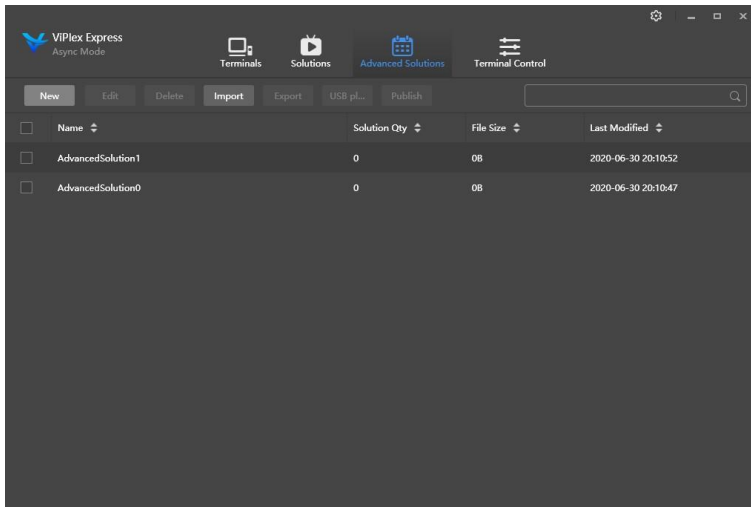 ViPlex Express
Async Mode
Terminals
Solutions
Advanced Solutions
Terminal Control
New Edit Delete Import Export USB pl... Publish
Name Solution Qty File Size Last Modified
AdvancedSolution1 0 0B 2020-06-30 20:10:52
AdvancedSolution0 0 0B 2020-06-30 20:10:47